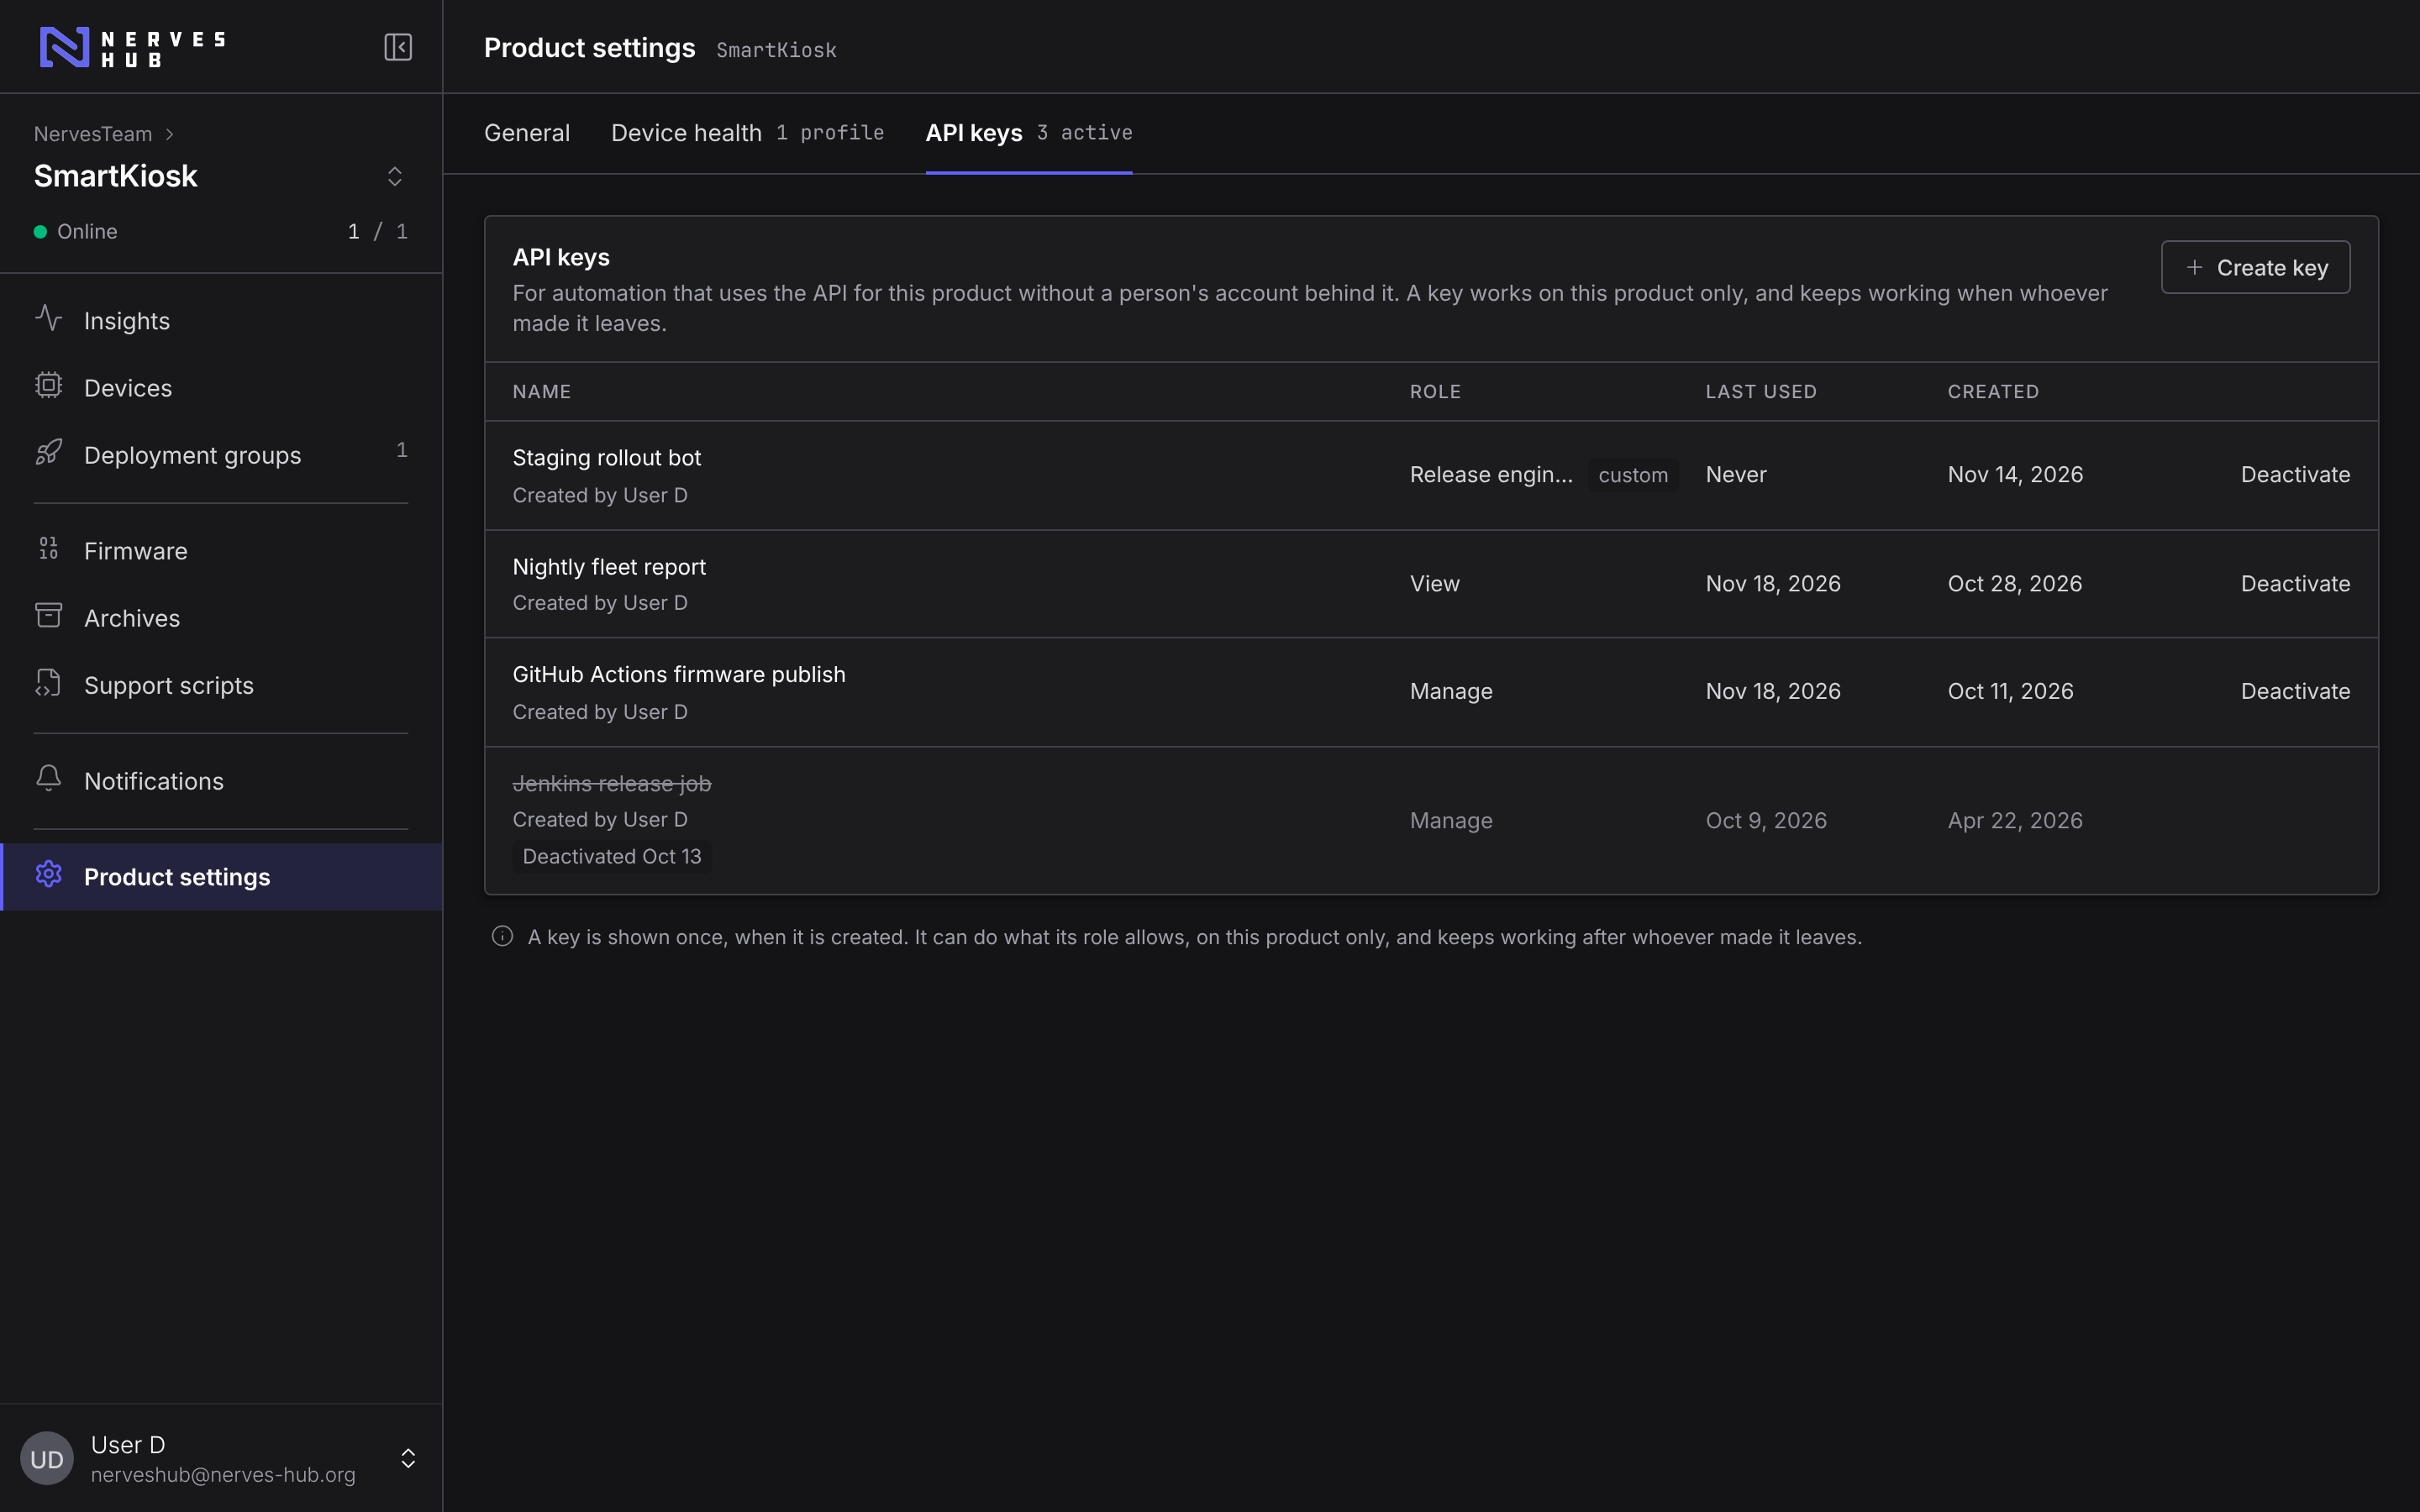 NERVES
HUB
NervesTeam
SmartKiosk
Online
1 / 1
Insights
Devices
Deployment groups
1
Firmware
Archives
Support scripts
Notifications
Product settings
User D
UD
nerveshub@nerves-hub.org
Product settings SmartKiosk
General
Device health 1 profile
API keys 3 active
API keys
For automation that uses the API for this product without a person's account behind it. A key works on this product only, and keeps working when whoever
made it leaves.
+ Create key
NAME
ROLE
LAST USED
CREATED
Staging rollout bot
Created by User D
Release engin... custom
Never
Nov 14, 2026
Deactivate
Nightly fleet report
Created by User D
View
Nov 18, 2026
Oct 28, 2026
Deactivate
GitHub Actions firmware publish
Created by User D
Manage
Nov 18, 2026
Oct 11, 2026
Deactivate
Jenkins release job
Created by User D
Deactivated Oct 13
Manage
Oct 9, 2026
Apr 22, 2026
A key is shown once, when it is created. It can do what its role allows, on this product only, and keeps working after whoever made it leaves.